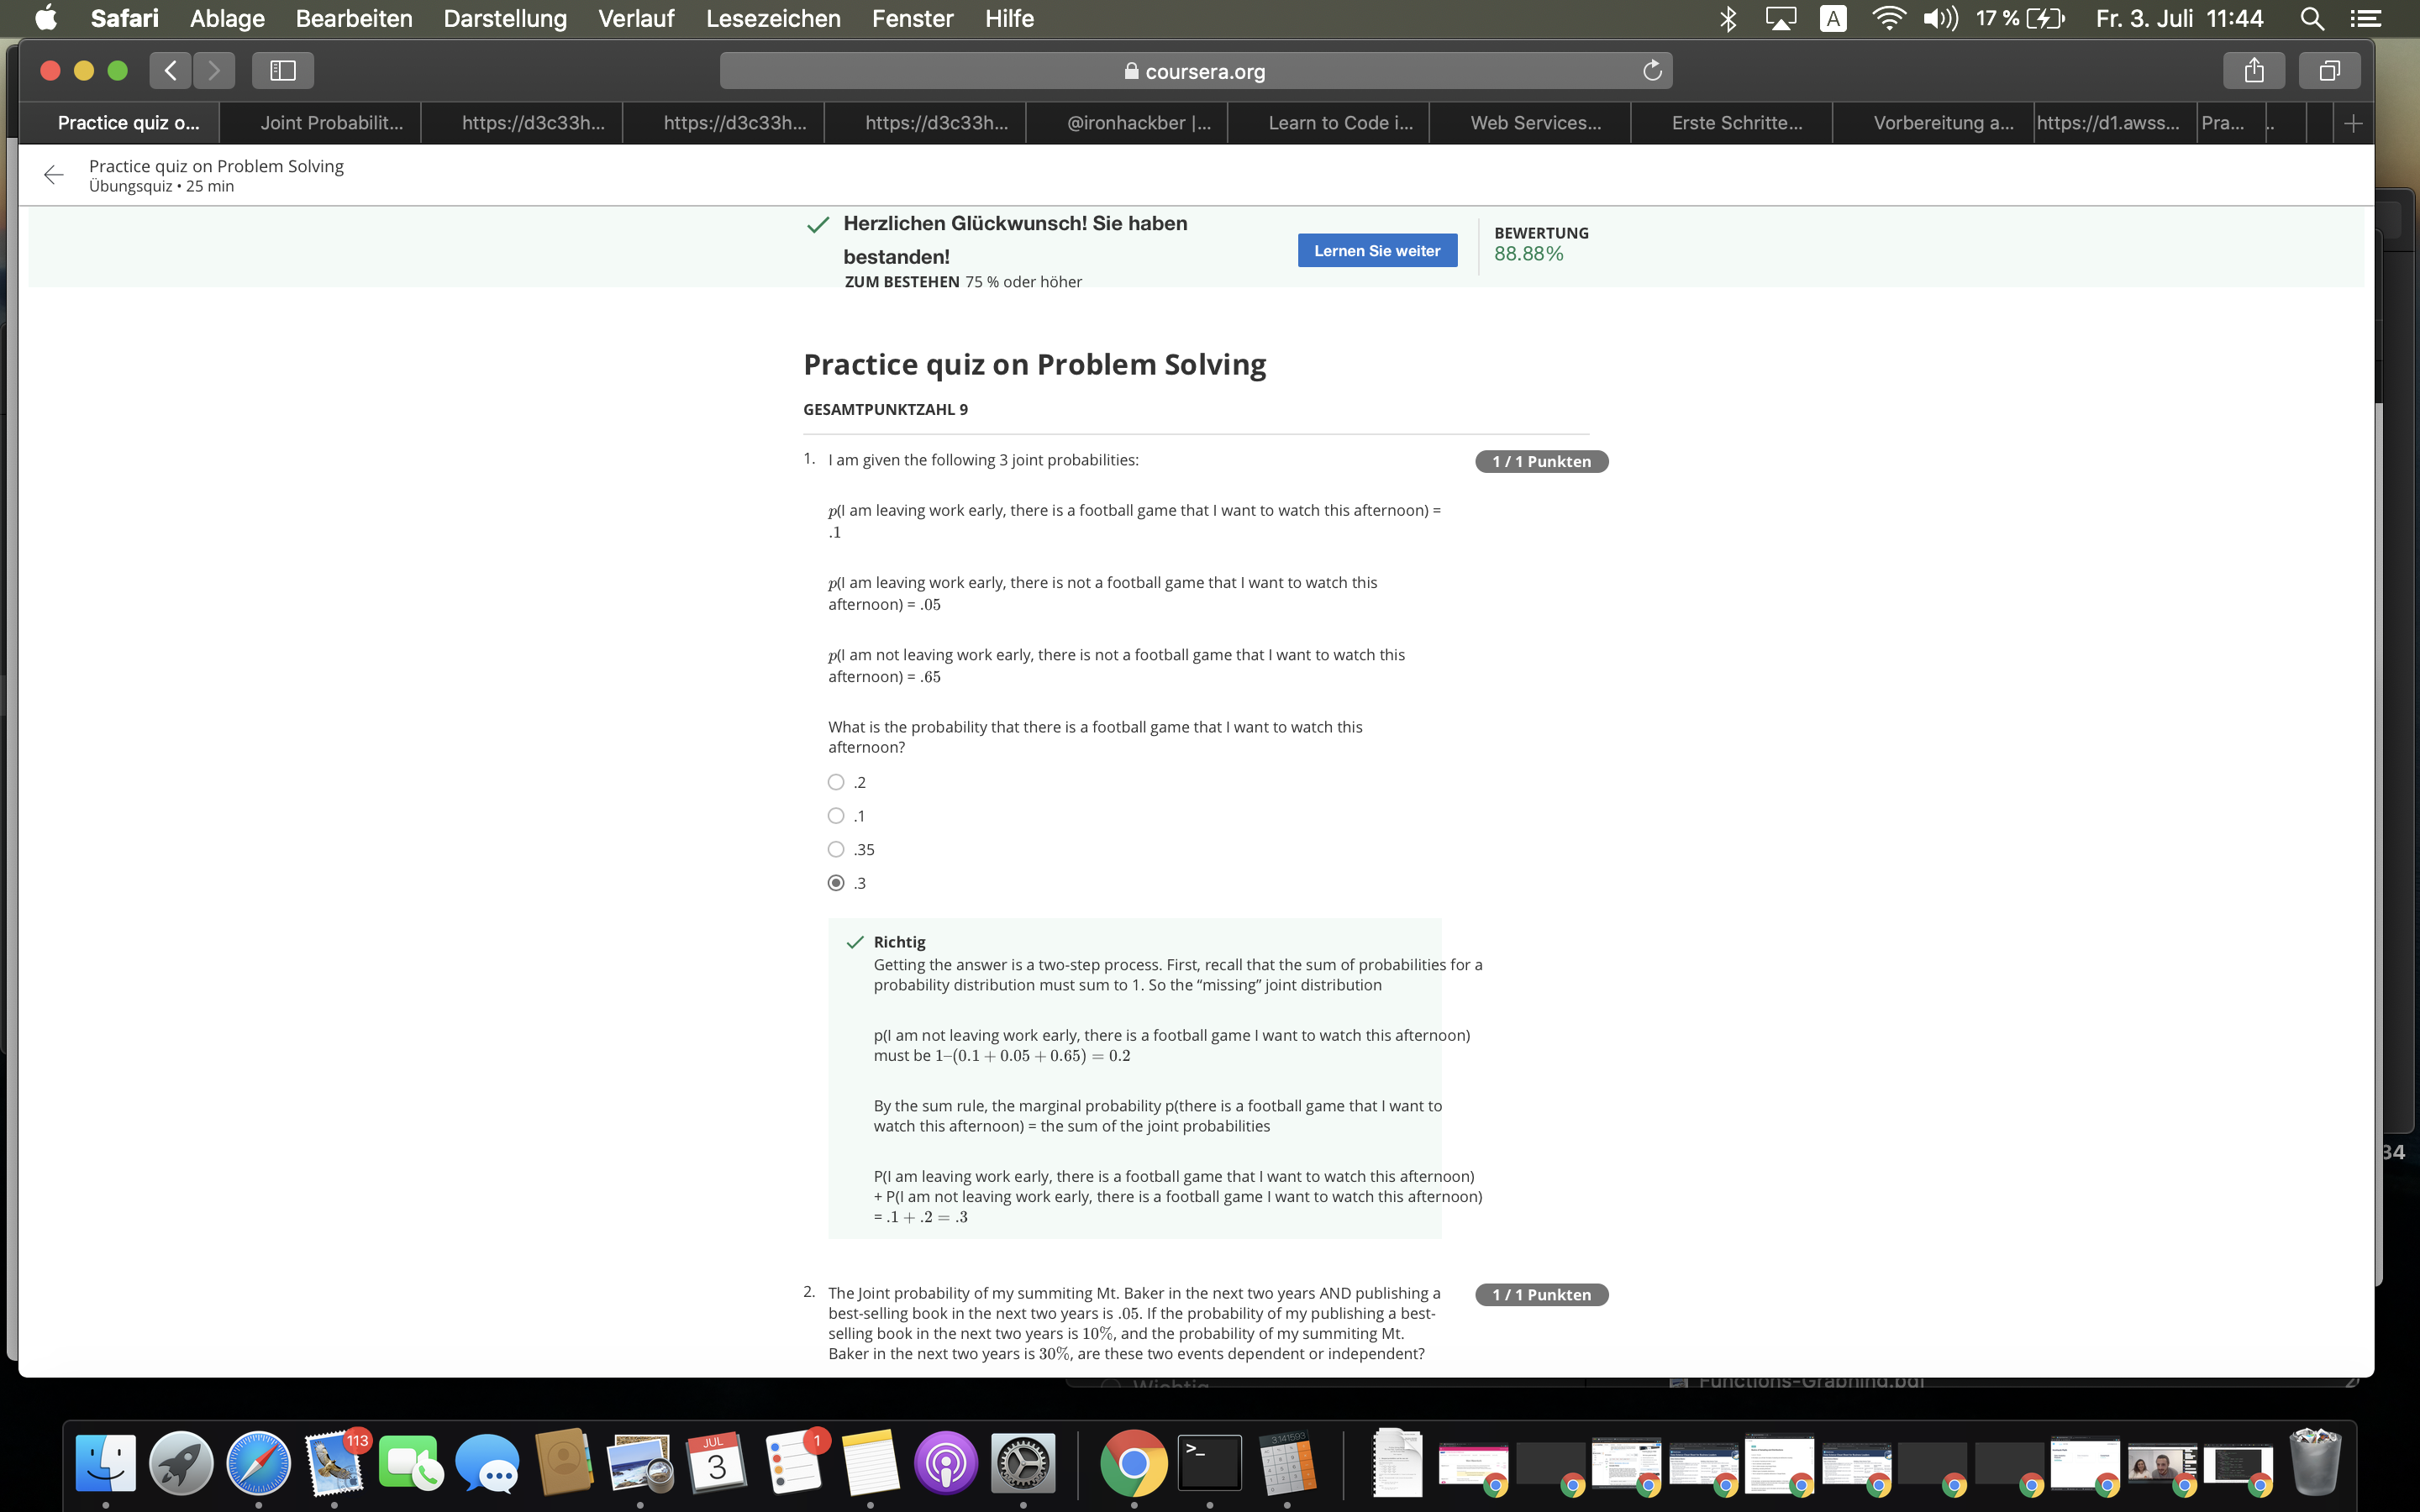 Safari Ablage Bearbeiten Darstellung Verlauf Lesezeichen Fenster Hilfe A 17 % Fr. 3. Juli 11:44
coursera.org
Practice quiz o... Joint Probabilit... https://d3c33h... https://d3c33h... https://d3c33h... @ironhackber |... Learn to Code i... Web Services... Erste Schritte... Vorbereitung a... https://d1.awss... Pra... ..
Practice quiz on Problem Solving
Übungsquiz • 25 min
Herzlichen Glückwunsch! Sie haben
bestanden!
ZUM BESTEHEN 75 % oder höher
Lernen Sie weiter
BEWERTUNG
88.88%
Practice quiz on Problem Solving
GESAMTPUNKTZAHL 9
1. I am given the following 3 joint probabilities:
1 / 1 Punkten
p(I am leaving work early, there is a football game that I want to watch this afternoon) =
.1
p(I am leaving work early, there is not a football game that I want to watch this
afternoon) = .05
p(I am not leaving work early, there is not a football game that I want to watch this
afternoon) = .65
What is the probability that there is a football game that I want to watch this
afternoon?
.2
.1
.35
.3
Richtig
Getting the answer is a two-step process. First, recall that the sum of probabilities for a
probability distribution must sum to 1. So the “missing” joint distribution
p(I am not leaving work early, there is a football game I want to watch this afternoon)
must be 1–(0.1 + 0.05 + 0.65) = 0.2
By the sum rule, the marginal probability p(there is a football game that I want to
watch this afternoon) = the sum of the joint probabilities
P(I am leaving work early, there is a football game that I want to watch this afternoon)
+ P(I am not leaving work early, there is a football game I want to watch this afternoon)
= .1 + .2 = .3
34
2. The Joint probability of my summiting Mt. Baker in the next two years AND publishing a
best-selling book in the next two years is .05. If the probability of my publishing a best-
selling book in the next two years is 10%, and the probability of my summiting Mt.
Baker in the next two years is 30%, are these two events dependent or independent?
1 / 1 Punkten
Wichtig
Functions-Graphing.pdf
113
JUL
3
1
>_
3,141593